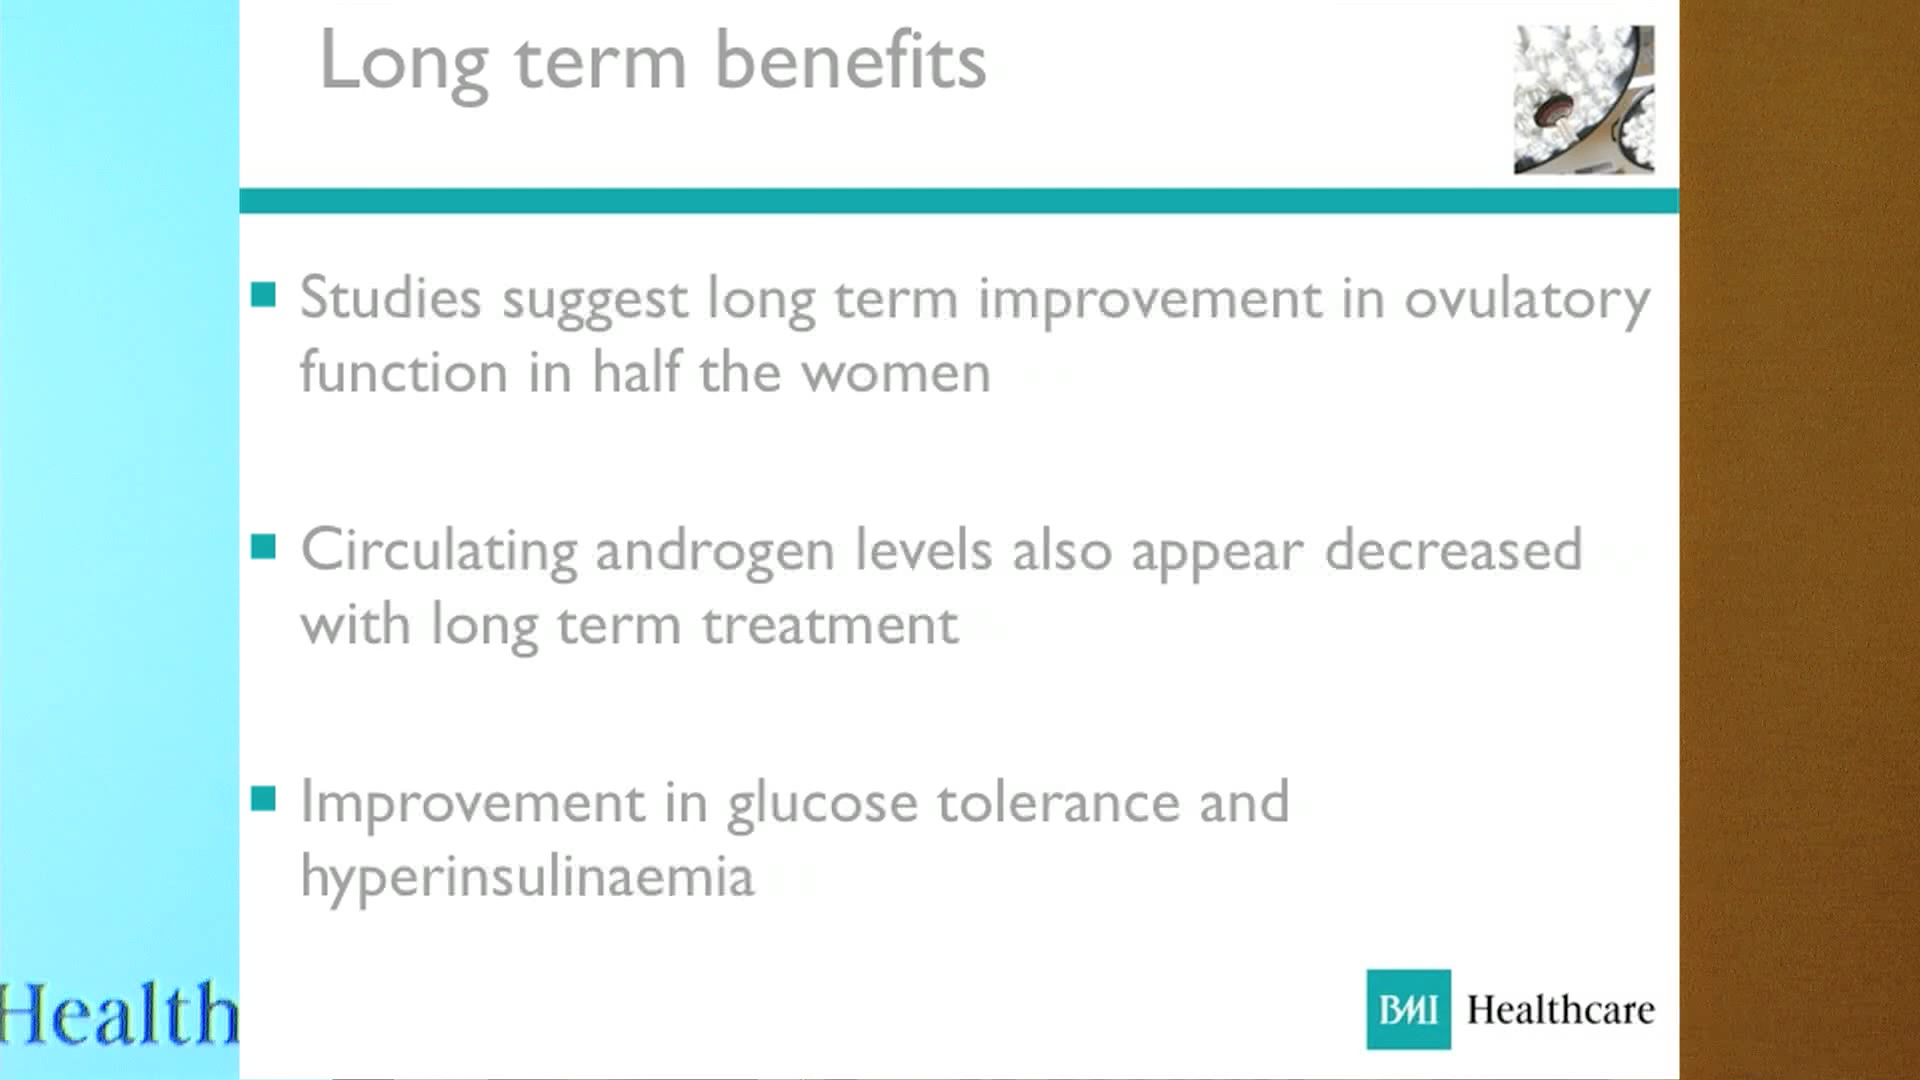 Long term benefits
Studies suggest long term improvement in ovulatory
function in half the women
Circulating androgen levels also appear decreased
with long term treatment
Improvement in glucose tolerance and
hyperinsulinaemia
Health
BMI Healthcare